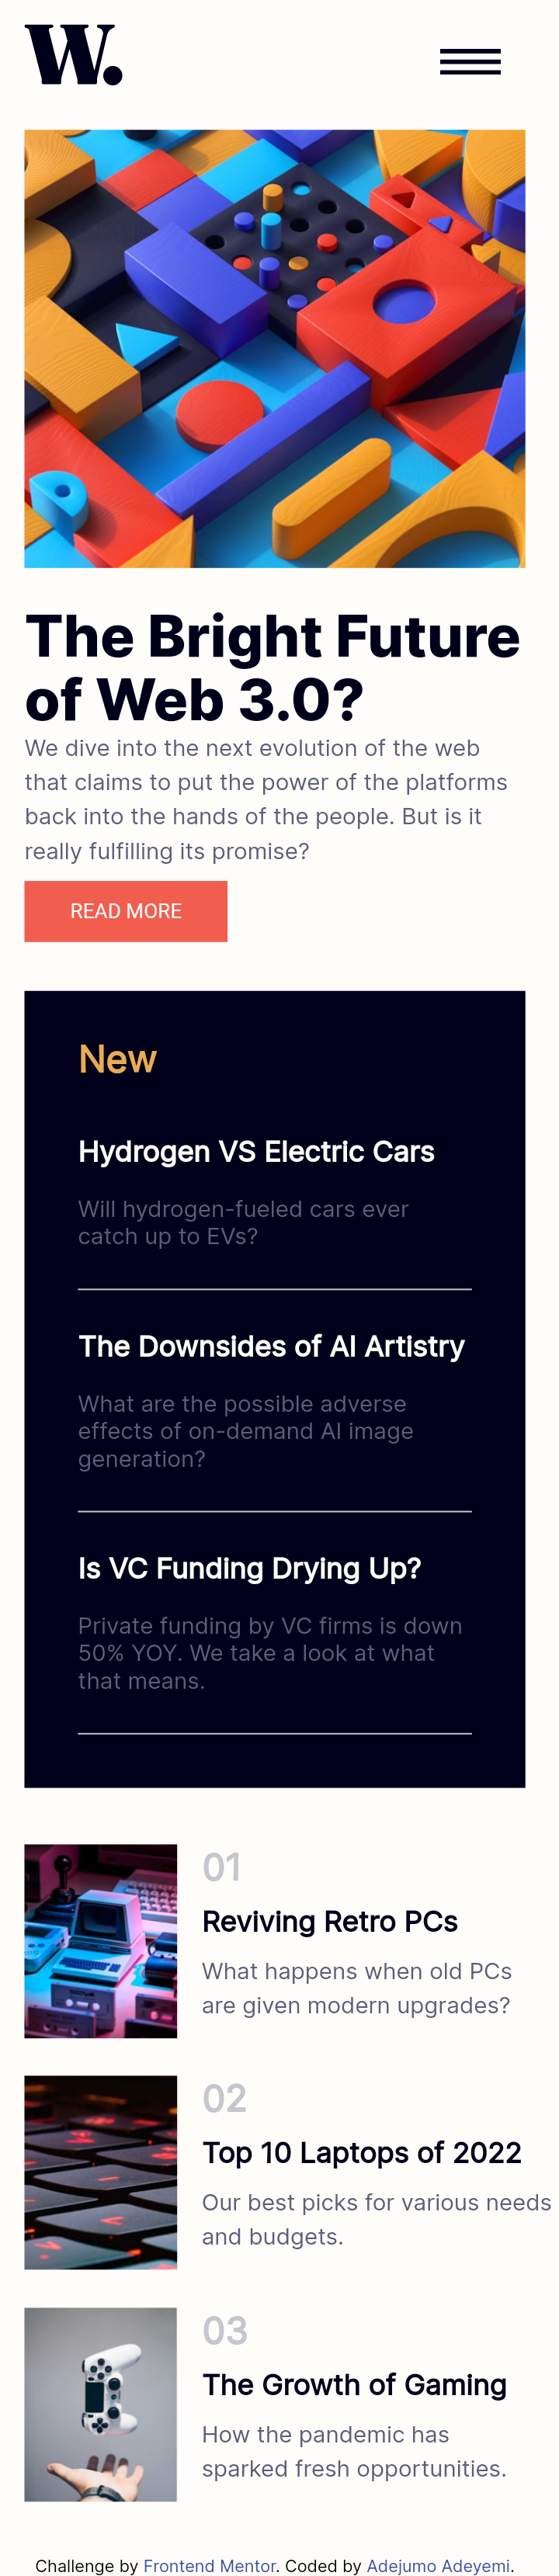 W.
The Bright Future
of Web 3.0?
We dive into the next evolution of the web
that claims to put the power of the platforms
back into the hands of the people. But is it
really fulfilling its promise?
READ MORE
New
Hydrogen VS Electric Cars
Will hydrogen-fueled cars ever
catch up to EVs?
The Downsides of AI Artistry
What are the possible adverse
effects of on-demand AI image
generation?
Is VC Funding Drying Up?
Private funding by VC firms is down
50% YOY. We take a look at what
that means.
01
Reviving Retro PCs
What happens when old PCs
are given modern upgrades?
02
Top 10 Laptops of 2022
Our best picks for various needs
and budgets.
03
The Growth of Gaming
How the pandemic has
sparked fresh opportunities.
Challenge by Frontend Mentor. Coded by Adejumo Adeyemi.